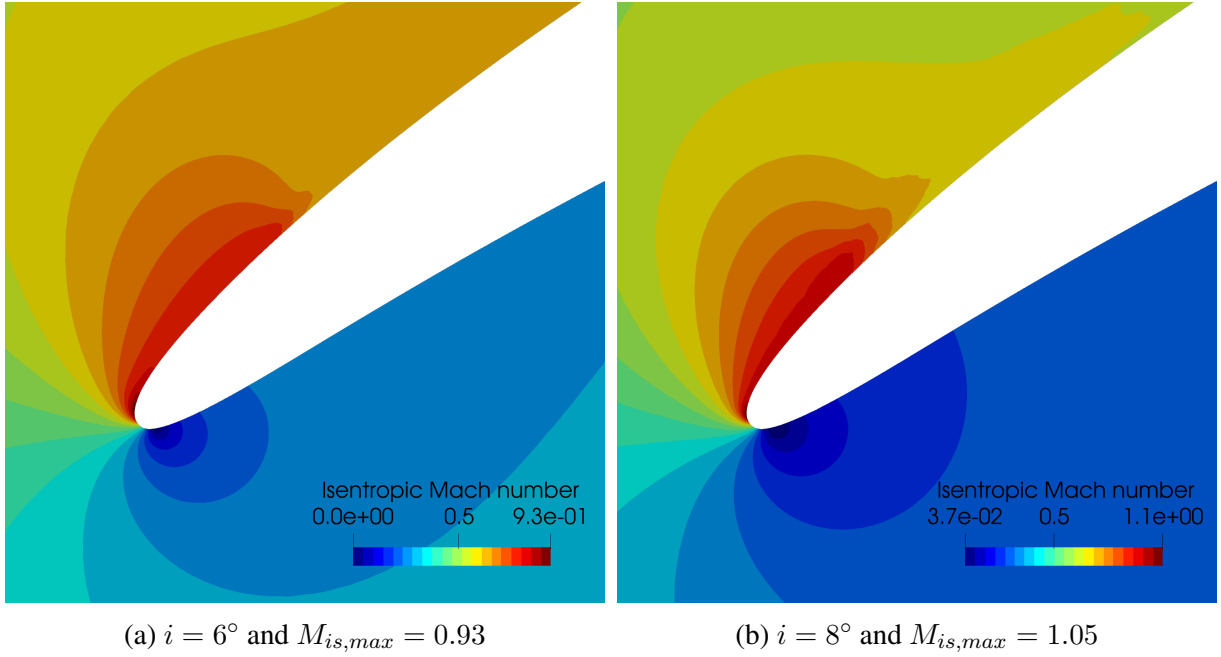 Isentropic Mach number
0.0e+00 0.5 9.3e-01
Isentropic Mach number
3.7e-02 0.5 1.1e+00
(a) i = 6° and M_{is,max} = 0.93
(b) i = 8° and M_{is,max} = 1.05